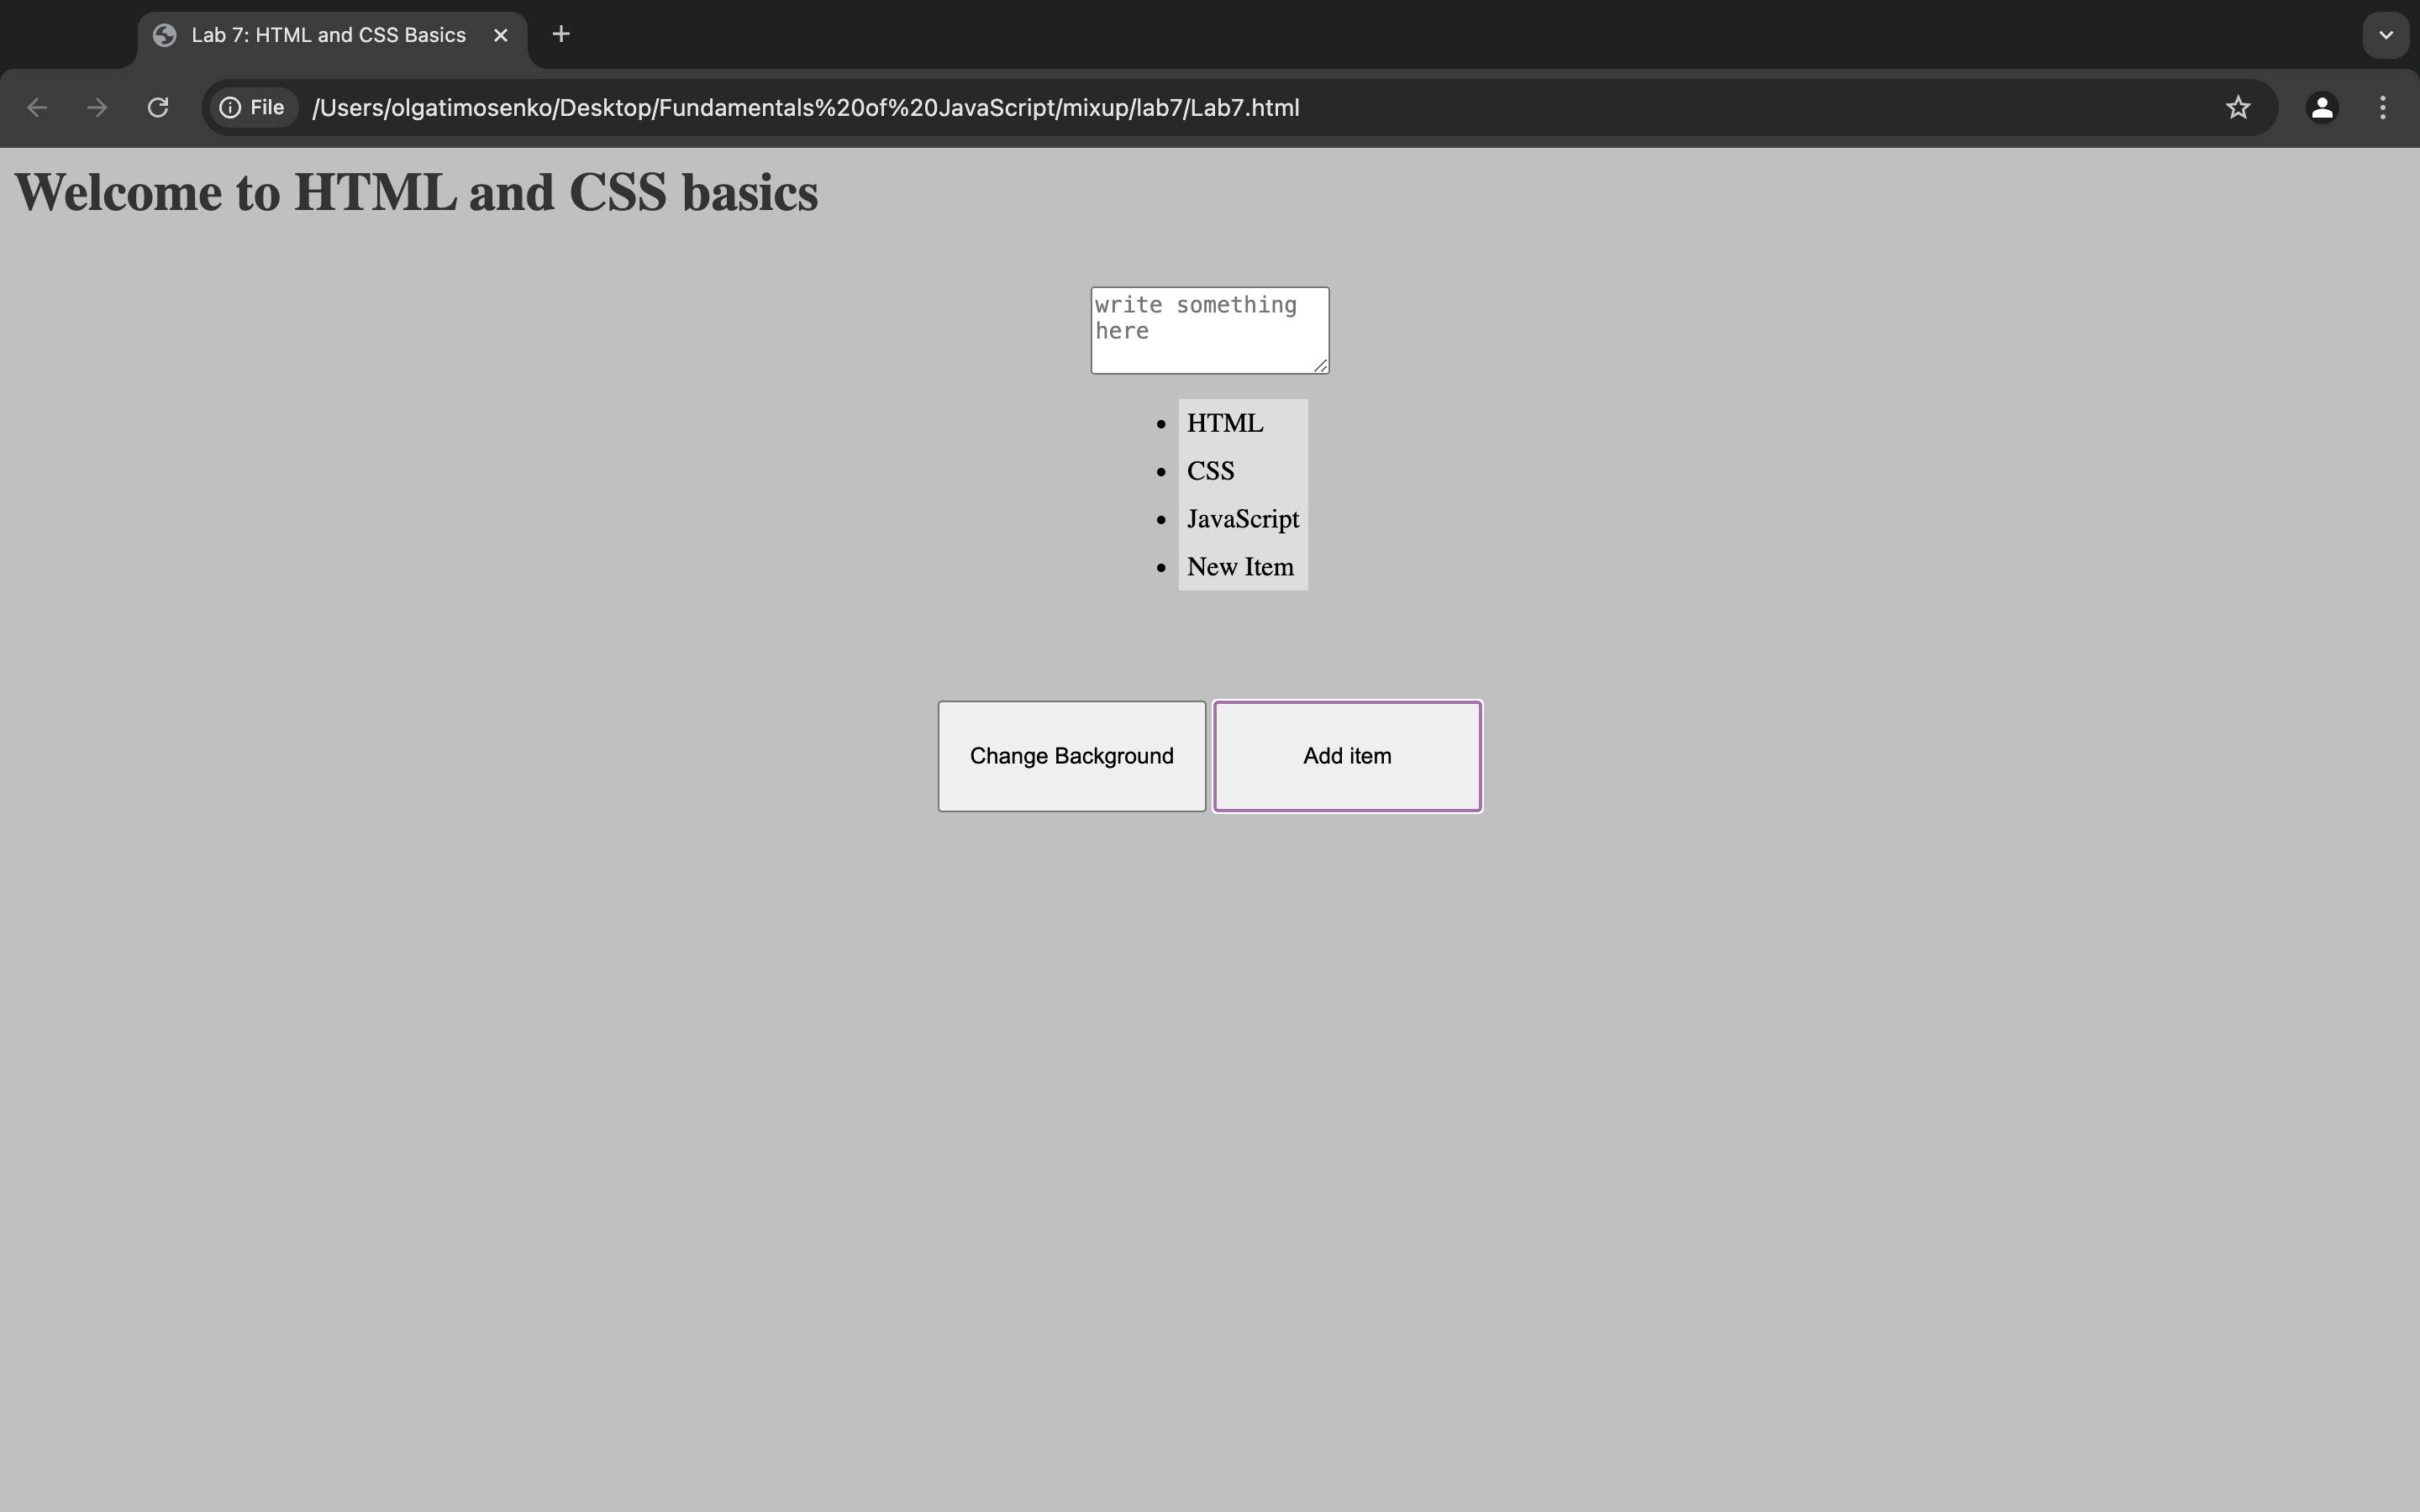 Lab 7: HTML and CSS Basics
File /Users/olgatimosenko/Desktop/Fundamentals%20of%20JavaScript/mixup/lab7/Lab7.html
Welcome to HTML and CSS basics
write something
here
HTML
CSS
JavaScript
New Item
Change Background
Add item